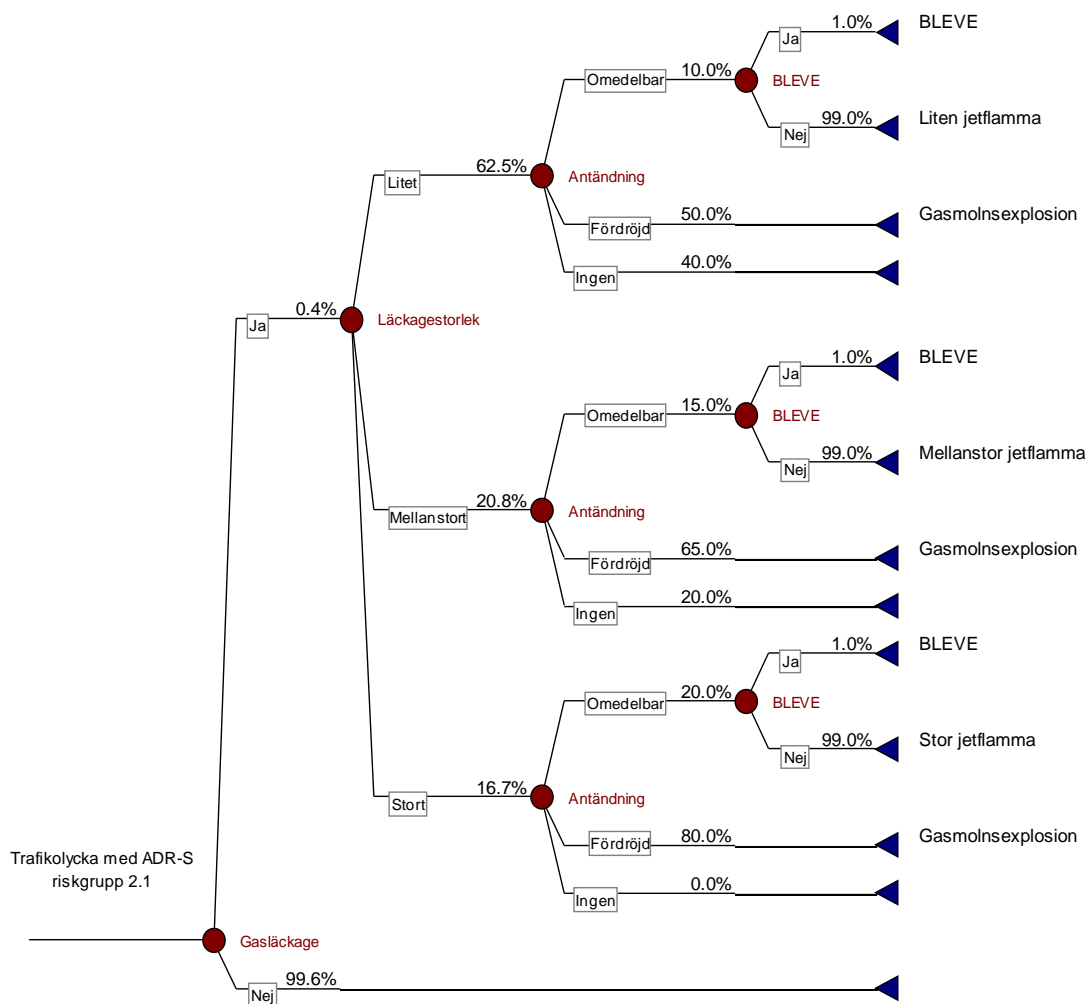 Ja 1.0% BLEVE
Omedelbar 10.0% BLEVE
Nej 99.0% Liten jetflamma
Litet 62.5% Antändning
Fördröjd 50.0% Gasmolnsexplosion
Ingen 40.0%
Ja 0.4% Läckagestorlek
Ja 1.0% BLEVE
Omedelbar 15.0% BLEVE
Nej 99.0% Mellanstor jetflamma
Mellanstort 20.8% Antändning
Fördröjd 65.0% Gasmolnsexplosion
Ingen 20.0%
Ja 1.0% BLEVE
Omedelbar 20.0% BLEVE
Nej 99.0% Stor jetflamma
Stort 16.7% Antändning
Fördröjd 80.0% Gasmolnsexplosion
Trafikolycka med ADR-S
riskgrupp 2.1
Ingen 0.0%
Gasläckage
Nej 99.6%